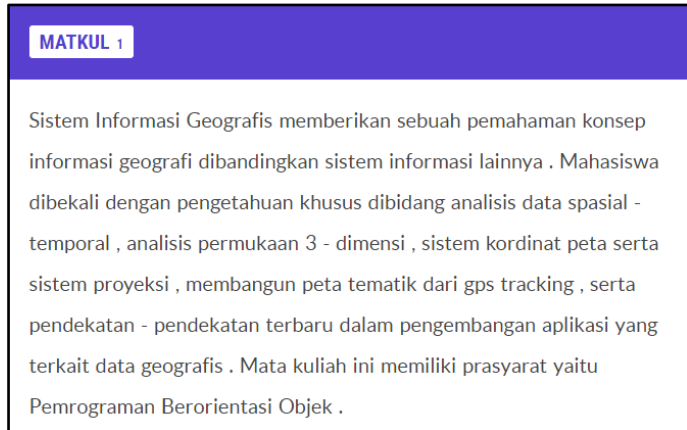 MATKUL 1
Sistem Informasi Geografis memberikan sebuah pemahaman konsep
informasi geografi dibandingkan sistem informasi lainnya . Mahasiswa
dibekali dengan pengetahuan khusus dibidang analisis data spasial -
temporal , analisis permukaan 3 - dimensi , sistem kordinat peta serta
sistem proyeksi , membangun peta tematik dari gps tracking , serta
pendekatan - pendekatan terbaru dalam pengembangan aplikasi yang
terkait data geografis . Mata kuliah ini memiliki prasyarat yaitu
Pemrograman Berorientasi Objek .